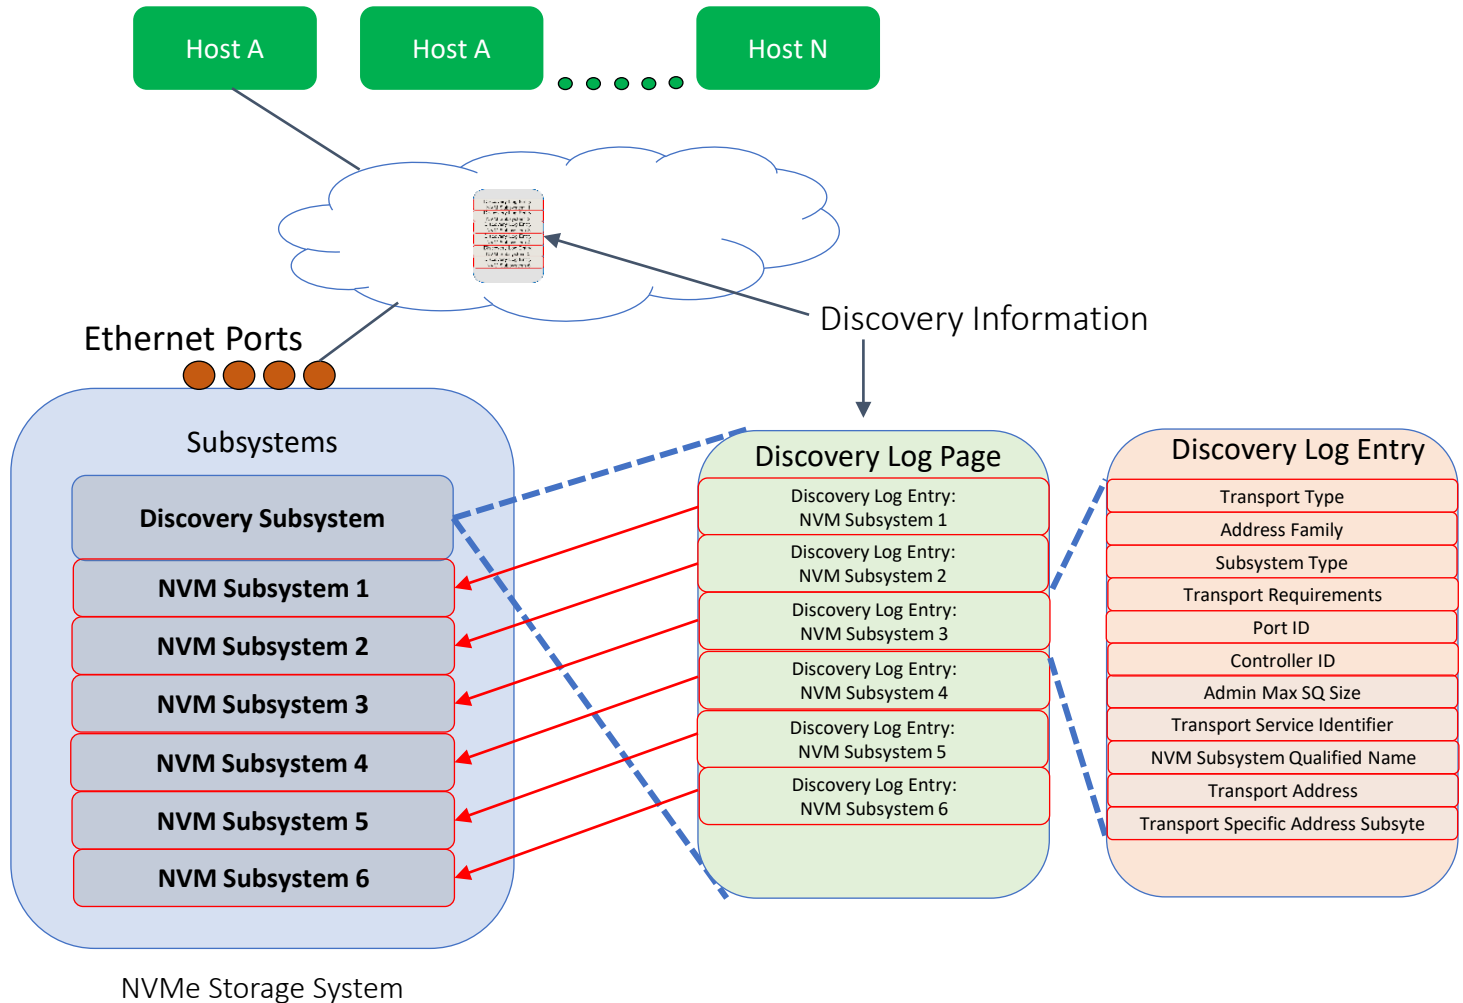 Host A
Host A
Host N
Discovery Information
Ethernet Ports
Subsystems
Discovery Subsystem
NVM Subsystem 1
NVM Subsystem 2
NVM Subsystem 3
NVM Subsystem 4
NVM Subsystem 5
NVM Subsystem 6
NVMe Storage System
Discovery Log Page
Discovery Log Entry:
NVM Subsystem 1
Discovery Log Entry:
NVM Subsystem 2
Discovery Log Entry:
NVM Subsystem 3
Discovery Log Entry:
NVM Subsystem 4
Discovery Log Entry:
NVM Subsystem 5
Discovery Log Entry:
NVM Subsystem 6
Discovery Log Entry
Transport Type
Address Family
Subsystem Type
Transport Requirements
Port ID
Controller ID
Admin Max SQ Size
Transport Service Identifier
NVM Subsystem Qualified Name
Transport Address
Transport Specific Address Subsyte